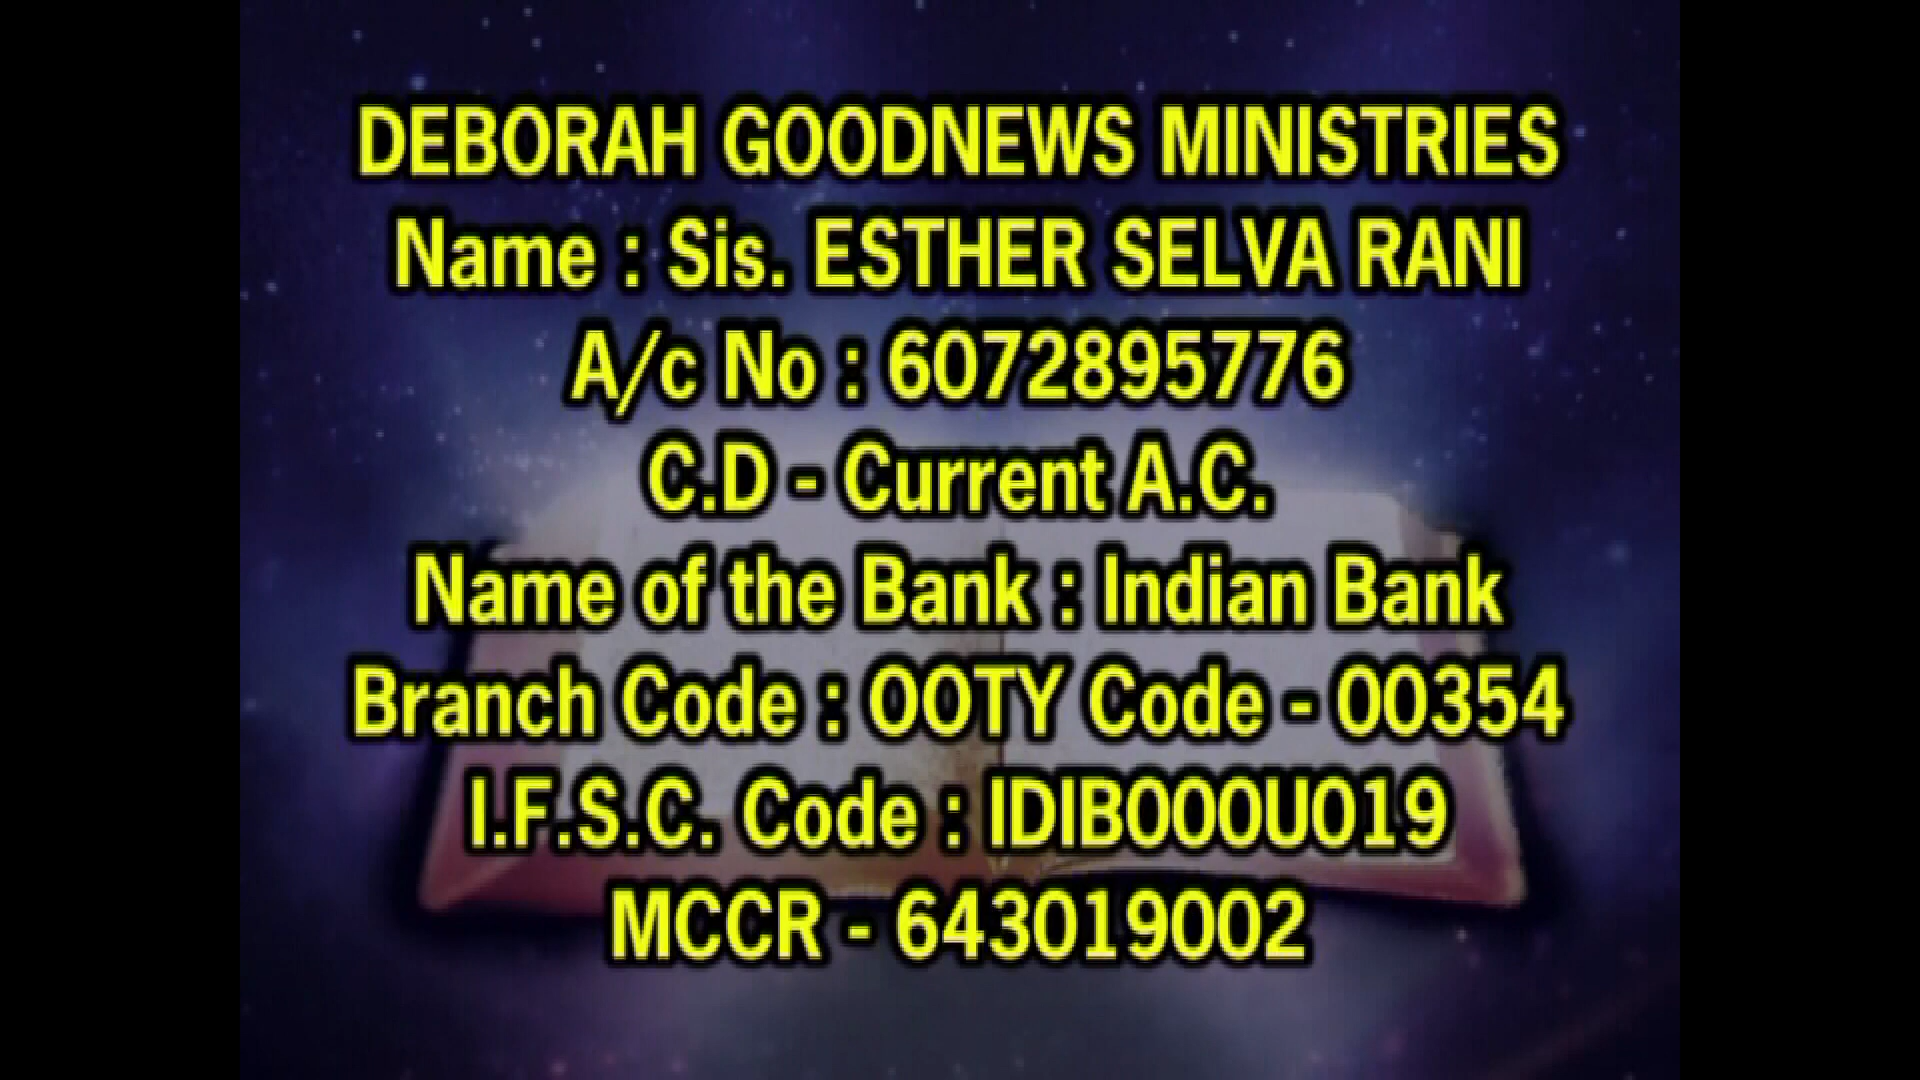 DEBORAH GOODNEWS MINISTRIES
Name : Sis. ESTHER SELVA RANI
A/c No : 6072895776
C.D - Current A.C.
Name of the Bank : Indian Bank
Branch Code : OOTY Code - 00354
I.F.S.C. Code : IDIB000U019
MCCR - 643019002